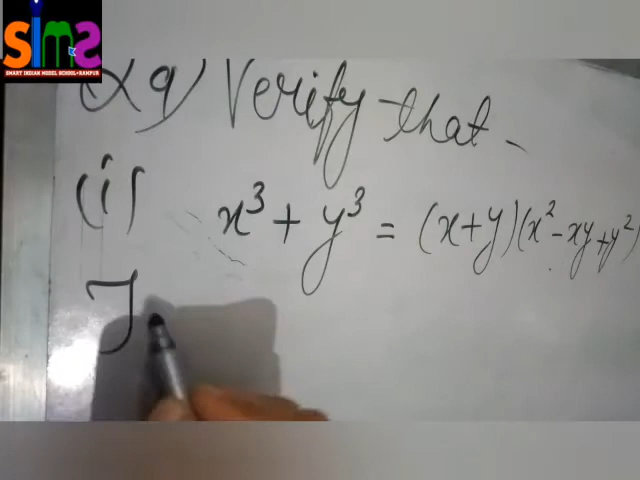 SimS
SMART INDIAN MODEL SCHOOL•RAMPUR
Q9) Verify that -
(i) x³ + y³ = (x+y)(x² - xy + y²)